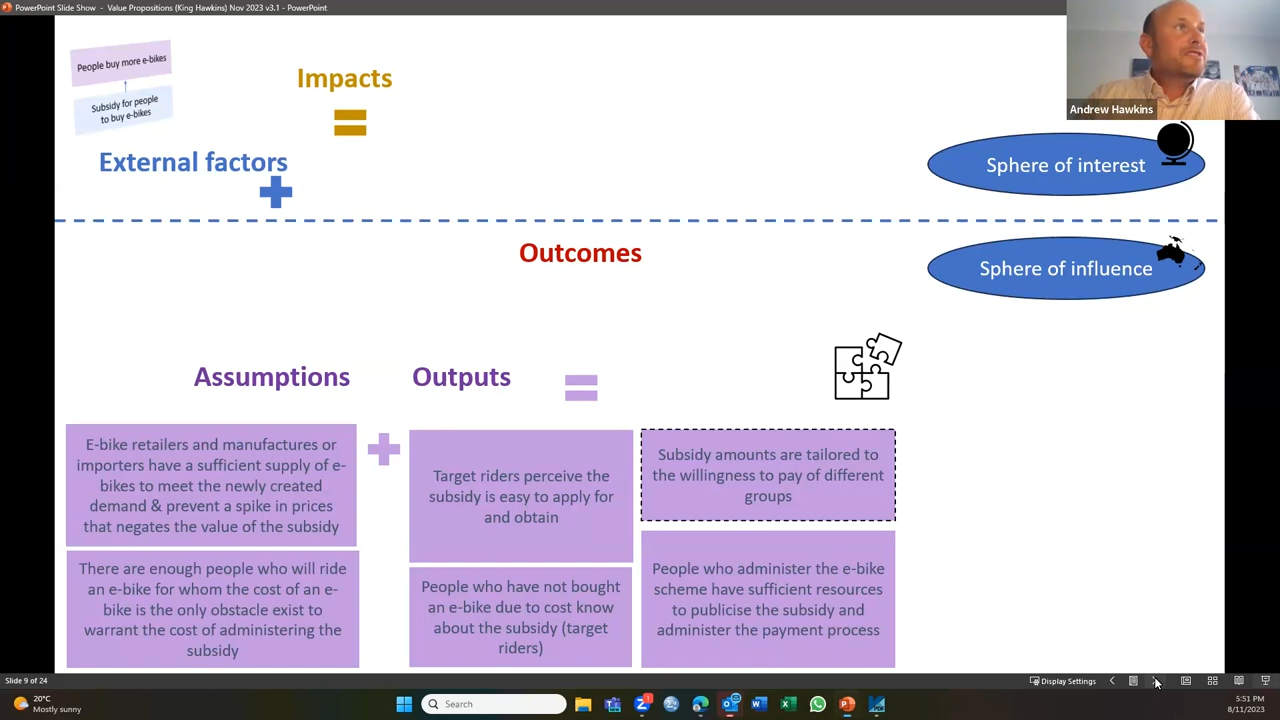 PowerPoint Slide Show - Value Propositions (King Hawkins) Nov 2023 v3.1 - PowerPoint
People buy more e-bikes
Subsidy for people
to buy e-bikes
Impacts
Andrew Hawkins
External factors
Sphere of interest
Outcomes
Sphere of influence
Assumptions
Outputs
E-bike retailers and manufactures or
importers have a sufficient supply of e-
bikes to meet the newly created
demand & prevent a spike in prices
that negates the value of the subsidy
There are enough people who will ride
an e-bike for whom the cost of an e-
bike is the only obstacle exist to
warrant the cost of administering the
subsidy
Target riders perceive the
subsidy is easy to apply for
and obtain
People who have not bought
an e-bike due to cost know
about the subsidy (target
riders)
Subsidy amounts are tailored to
the willingness to pay of different
groups
People who administer the e-bike
scheme have sufficient resources
to publicise the subsidy and
administer the payment process
Slide 9 of 24
Display Settings
20°C
Mostly sunny
Search
5:51 PM
8/11/2023